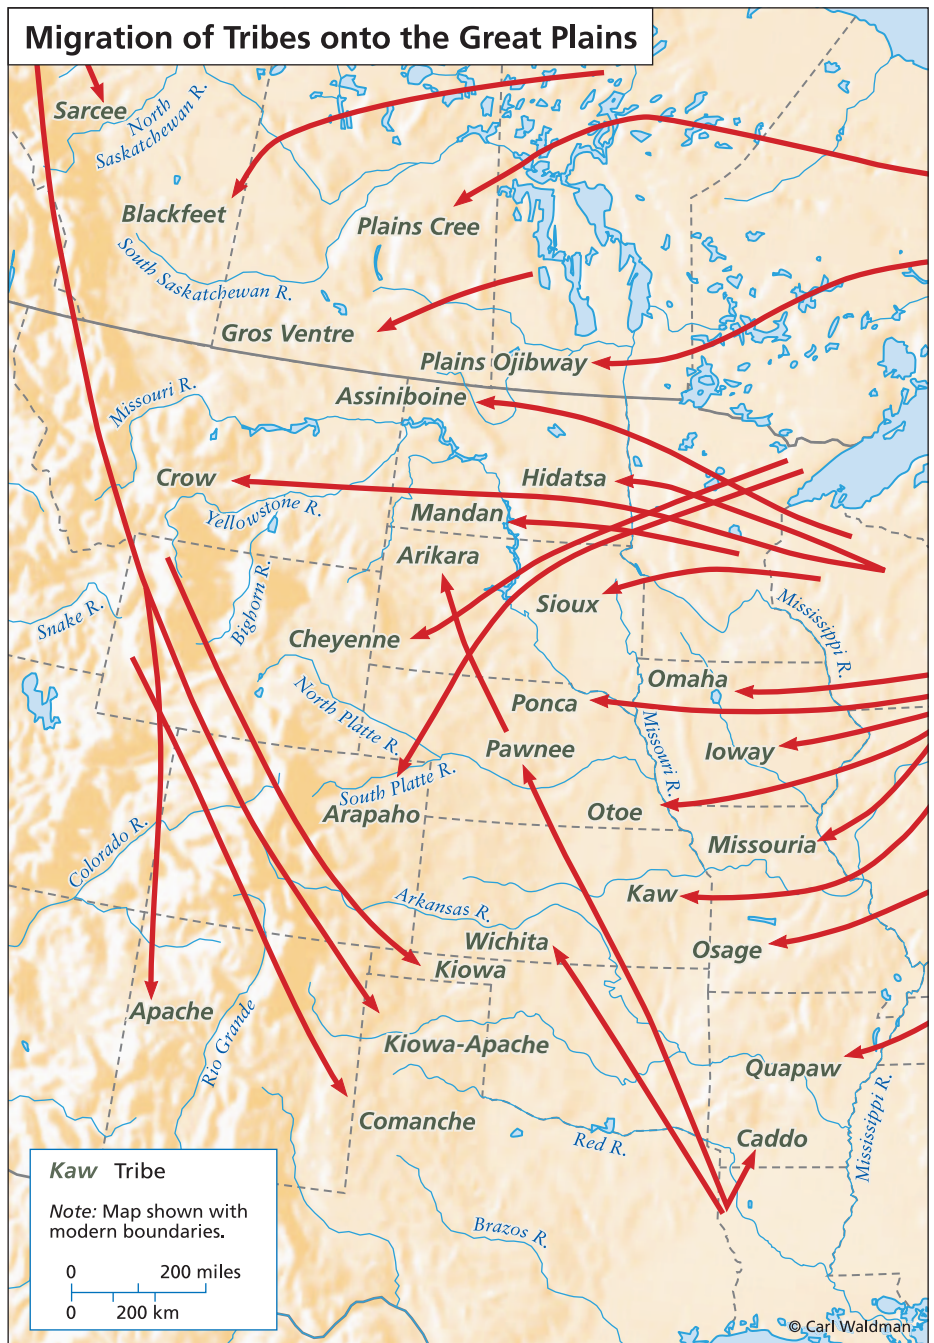 Migration of Tribes onto the Great Plains
Sarcee
North
Saskatchewan R.
Blackfeet
Plains Cree
South Saskatchewan R.
Gros Ventre
Plains Ojibway
Assiniboine
Missouri R.
Crow
Hidatsa
Yellowstone R.
Mandan
Arikara
Bighorn R.
Sioux
Mississippi R.
Snake R.
Cheyenne
Omaha
North Platte R.
Ponca
Missouri R.
Pawnee
Ioway
South Platte R.
Arapaho
Otoe
Colorado R.
Missouria
Kaw
Arkansas R.
Wichita
Osage
Kiowa
Apache
Rio Grande
Kiowa-Apache
Quapaw
Comanche
Mississippi R.
Red R.
Caddo
Brazos R.
Kaw Tribe
Note: Map shown with
modern boundaries.
0 200 miles
0 200 km
© Carl Waldman